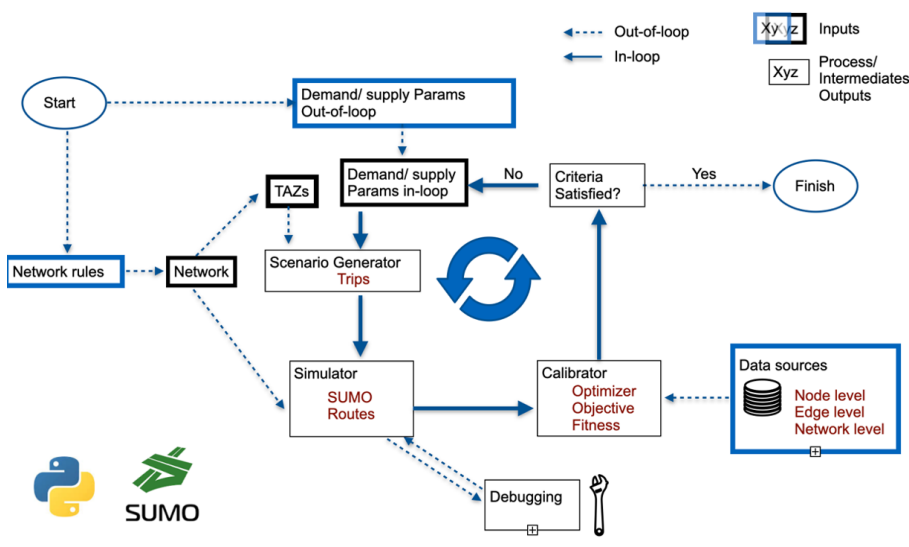 Out-of-loop
In-loop
XyXyz
Inputs
Xyz
Process/
Intermediates
Outputs
Start
Demand/ supply Params
Out-of-loop
Demand/ supply
Params in-loop
No
Criteria
Satisfied?
Yes
Finish
TAZs
Network rules
Network
Scenario Generator
Trips
Simulator
SUMO
Routes
Calibrator
Optimizer
Objective
Fitness
Data sources
Node level
Edge level
Network level
Debugging
SUMO